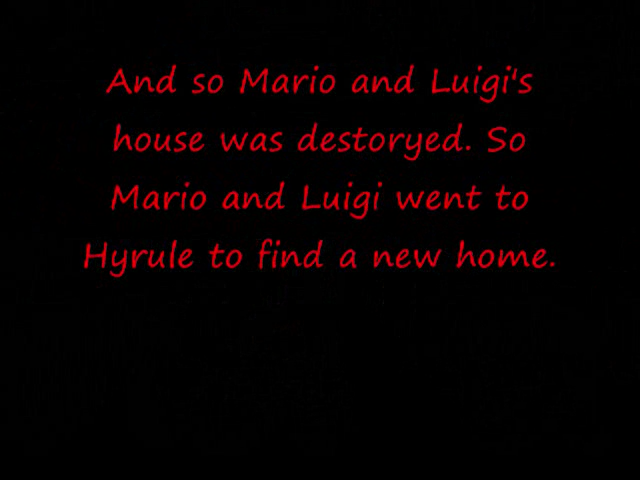 And so Mario and Luigi's
house was destoryed. So
Mario and Luigi went to
Hyrule to find a new home.